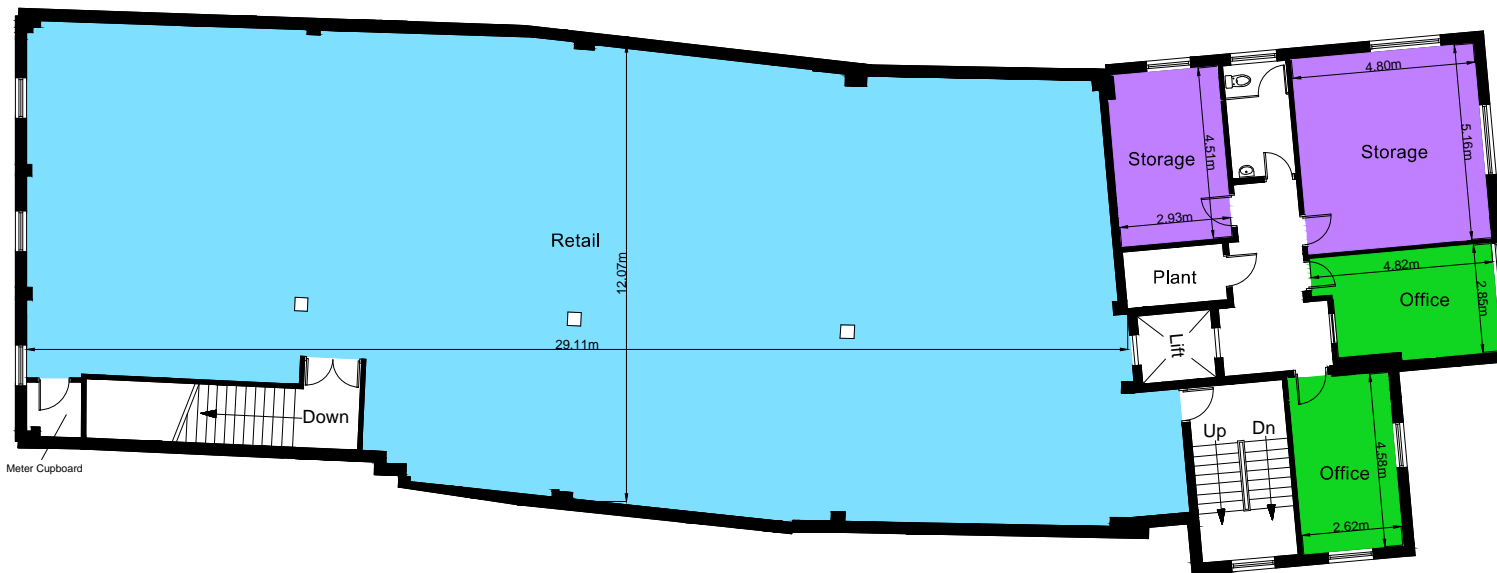 4.80m
4.51m
5.16m
Storage
Storage
2.93m
Retail
12.07m
4.82m
Plant
Office
2.85m
29.11m
Lift
Down
Up
Dn
Meter Cupboard
4.58m
Office
2.62m